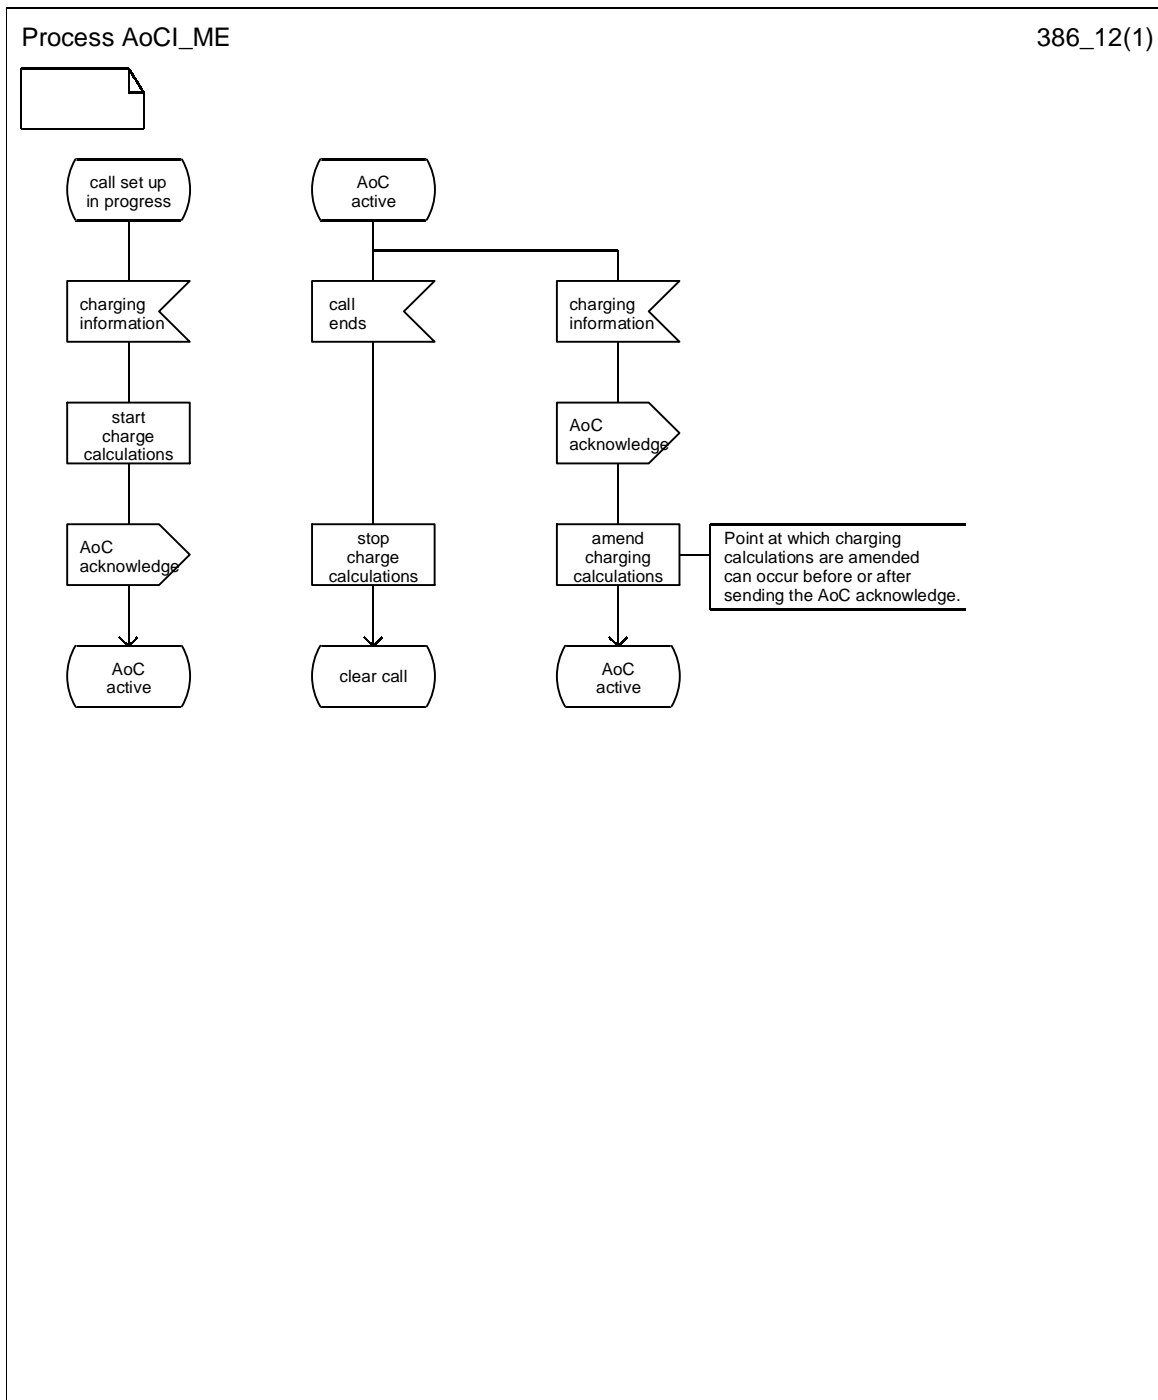 Process AoCI_ME
386_12(1)
call set up
in progress
AoC
active
charging
information
call
ends
charging
information
start
charge
calculations
AoC
acknowledge
AoC
acknowledge
stop
charge
calculations
amend
charging
calculations
Point at which charging
calculations are amended
can occur before or after
sending the AoC acknowledge.
AoC
active
clear call
AoC
active